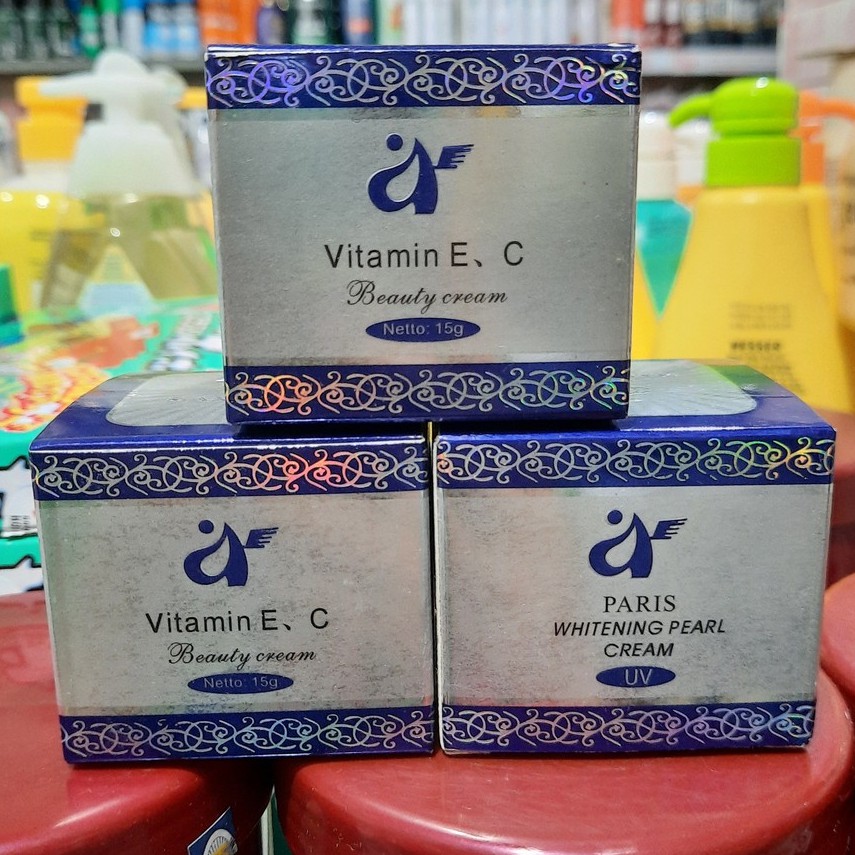 Vitamin E、C
Beauty cream
Netto: 15g
Vitamin E、C
Beauty cream
Netto: 15g
PARIS
WHITENING PEARL
CREAM
UV